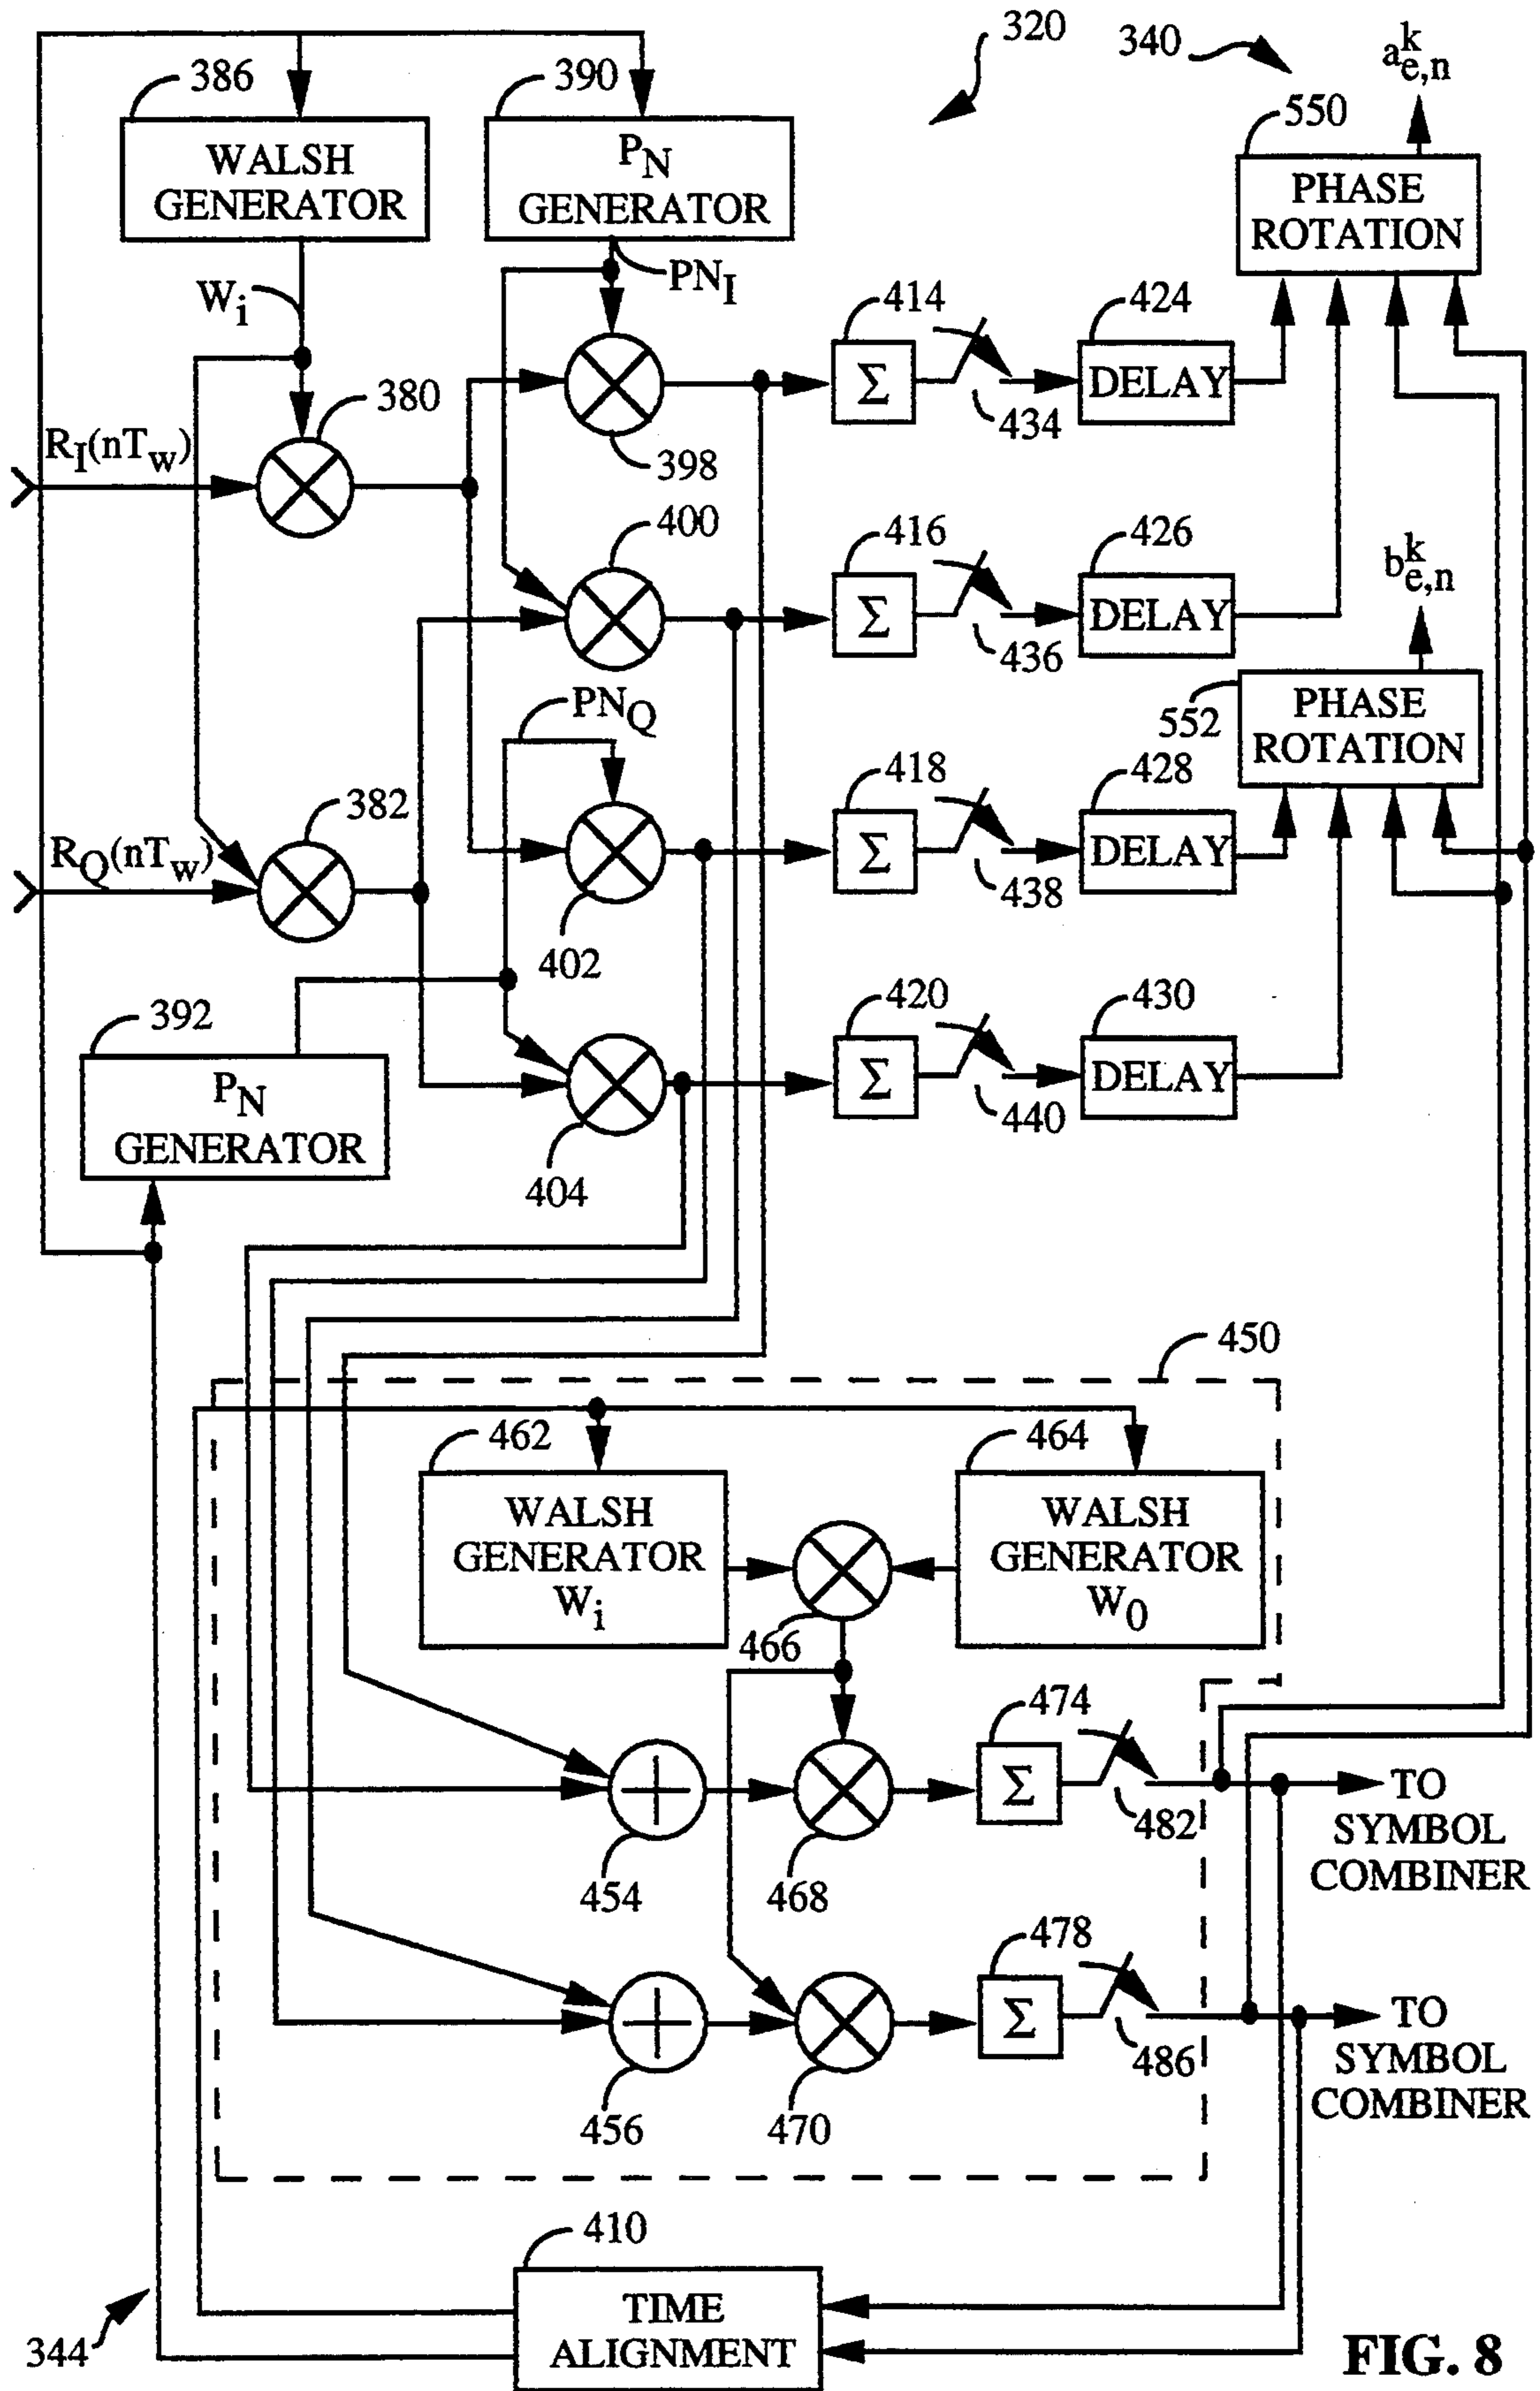 320
340
a^k_{e,n}
386
390
550
WALSH
GENERATOR
P_N
GENERATOR
PHASE
ROTATION
W_i
PN_I
414
424
Σ
DELAY
434
380
R_I(nT_w)
398
400
416
426
b^k_{e,n}
Σ
DELAY
436
PN_Q
552
PHASE
ROTATION
418
428
382
Σ
DELAY
438
R_Q(nT_w)
402
420
430
392
Σ
DELAY
440
P_N
GENERATOR
404
450
462
464
WALSH
GENERATOR
W_i
WALSH
GENERATOR
W_0
466
474
Σ
482
TO
SYMBOL
COMBINER
454
468
478
Σ
486
TO
SYMBOL
COMBINER
456
470
410
TIME
ALIGNMENT
344
FIG. 8